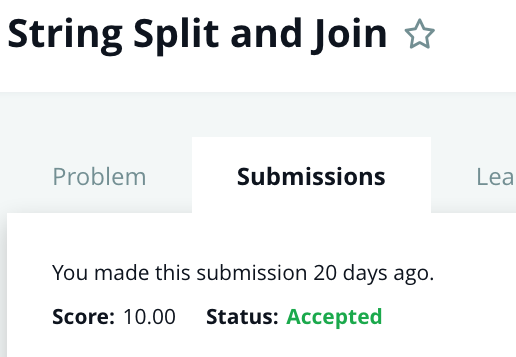 String Split and Join
Problem Submissions Lea
You made this submission 20 days ago.
Score: 10.00 Status: Accepted